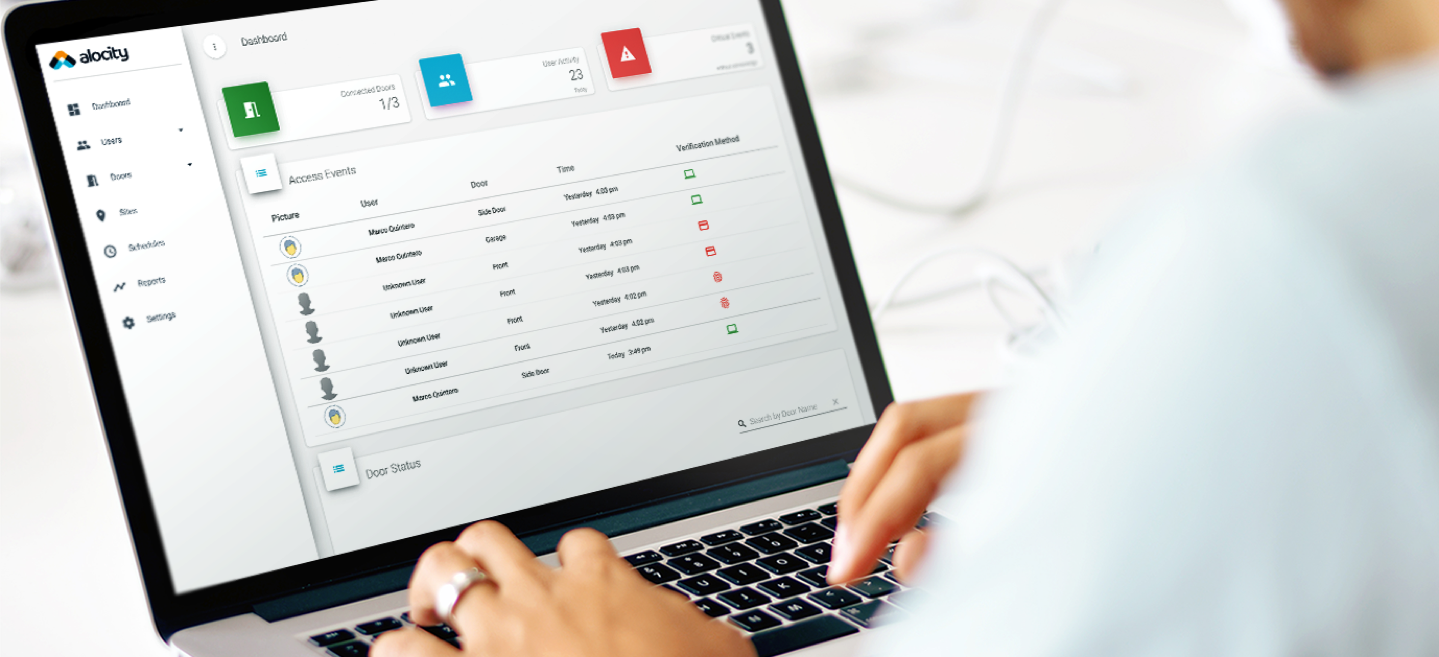 alocity
Dashboard
Users
Doors
Sites
Schedules
Reports
Settings
Dashboard
Connected Doors
1/3
User Activity
23
Today
Critical Events
3
Access Events
Picture User Door Time Verification Method
Marco Quintero Side Door Yesterday 4:03 pm
Marco Quintero Garage Yesterday 4:03 pm
Unknown User Front Yesterday 4:03 pm
Unknown User Front Yesterday 4:03 pm
Unknown User Front Yesterday 4:02 pm
Unknown User Front Yesterday 4:02 pm
Marco Quintero Side Door Today 3:49 pm
Door Status
Search by Door Name